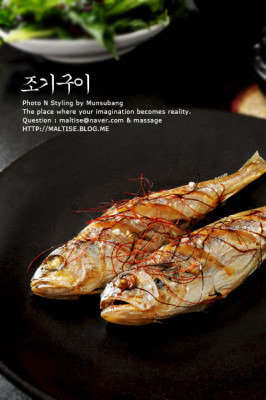 조기구이
Photo N Styling by Munsubang
The place where your imagination becomes reality.
Question : maltise@naver.com & massage
HTTP://MALTISE.BLOG.ME